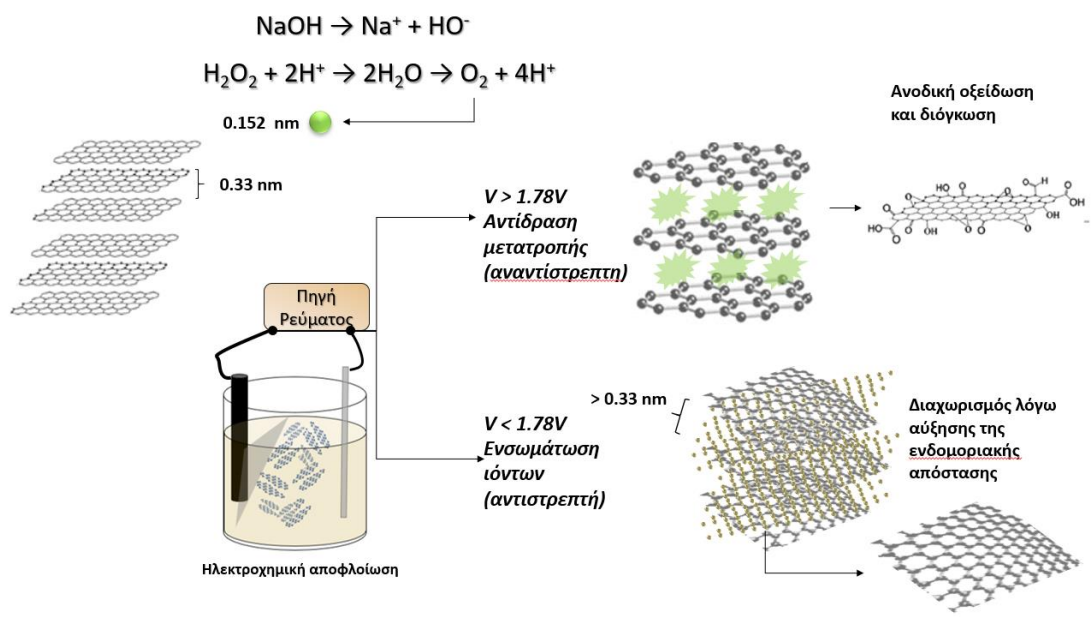 NaOH → Na⁺ + HO⁻
H₂O₂ + 2H⁺ → 2H₂O → O₂ + 4H⁺
0.152 nm
0.33 nm
V > 1.78V
Αντίδραση
μετατροπής
(αναντίστρεπτη)
Ανοδική οξείδωση
και διόγκωση
HO
O
O
O
O
H
O
OH
O
OH
HO
O
OH
O
O
O
O
Πηγή
Ρεύματος
Ηλεκτροχημική αποφλοίωση
V < 1.78V
Ενσωμάτωση
ιόντων
(αντιστρεπτή)
> 0.33 nm
Διαχωρισμός λόγω
αύξησης της
ενδομοριακής
απόστασης